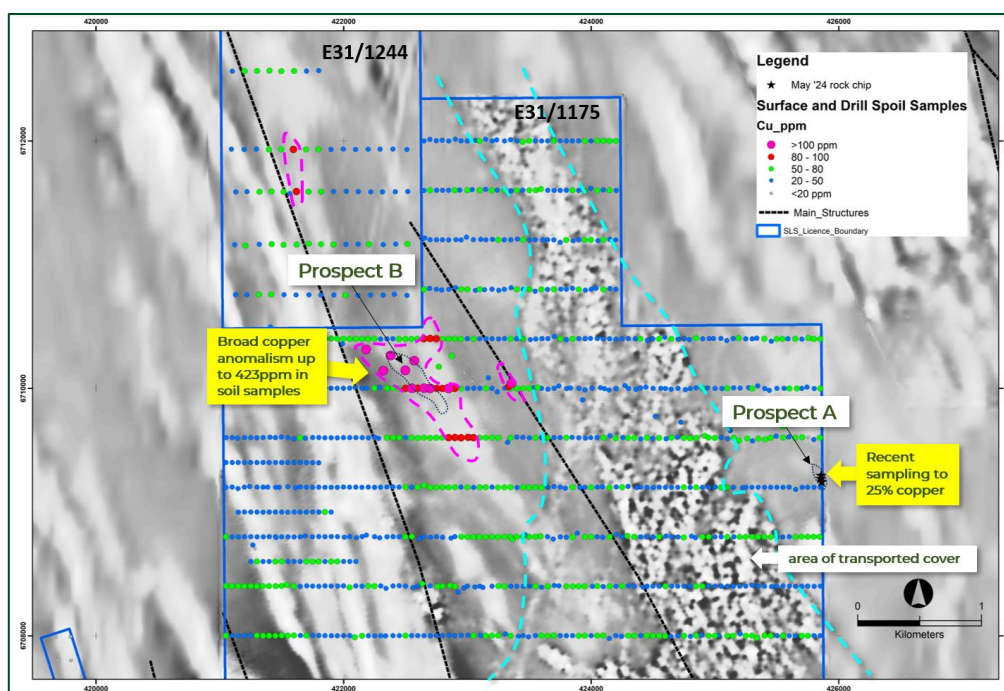 420000
422000
424000
426000
E31/1244
E31/1175
Legend
May '24 rock chip
Surface and Drill Spoil Samples
Cu_ppm
>100 ppm
80 - 100
50 - 80
20 - 50
<20 ppm
Main_Structures
SLS_Licence_Boundary
6712000
Prospect B
Broad copper
anomalism up
to 423ppm in
soil samples
6710000
Prospect A
Recent
sampling to
25% copper
area of transported cover
0
1
Kilometers
6708000
420000
422000
424000
426000